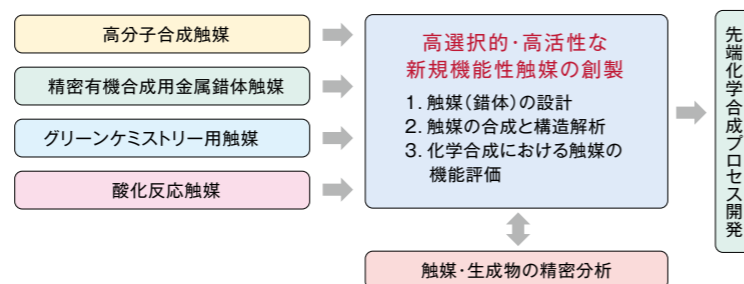 高分子合成触媒
精密有機合成用金属錯体触媒
グリーンケミストリー用触媒
酸化反応触媒
高選択的・高活性な
新規機能性触媒の創製
1. 触媒(錯体)の設計
2. 触媒の合成と構造解析
3. 化学合成における触媒の
機能評価
触媒・生成物の精密分析
先端化学合成プロセス開発